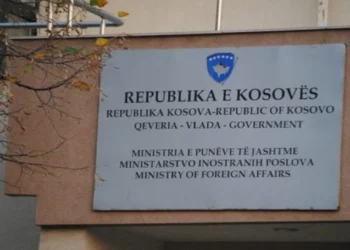 REPUBLIKA E KOSOVËS
REPUBLIKA KOSOVA-REPUBLIC OF KOSOVO
QEVERIA - VLADA - GOVERNMENT
MINISTRIA E PUNËVE TË JASHTME
MINISTARSTVO INOSTRANIH POSLOVA
MINISTRY OF FOREIGN AFFAIRS